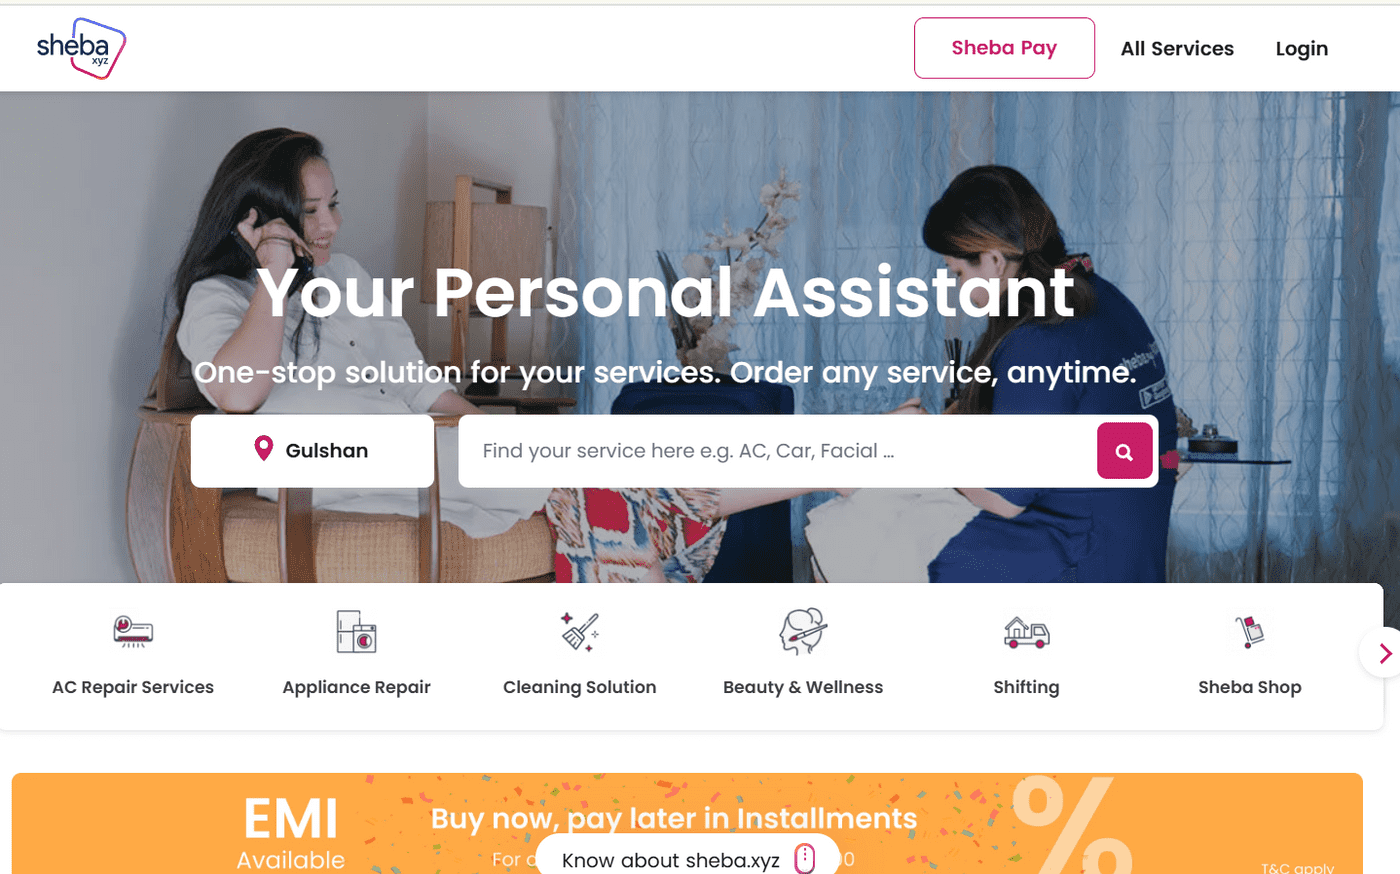 sheba
xyz
Sheba Pay
All Services
Login
Your Personal Assistant
One-stop solution for your services. Order any service, anytime.
Gulshan
Find your service here e.g. AC, Car, Facial ...
AC Repair Services
Appliance Repair
Cleaning Solution
Beauty & Wellness
Shifting
Sheba Shop
EMI
Available
Buy now, pay later in Installments
For
Know about sheba.xyz
%
T&C apply